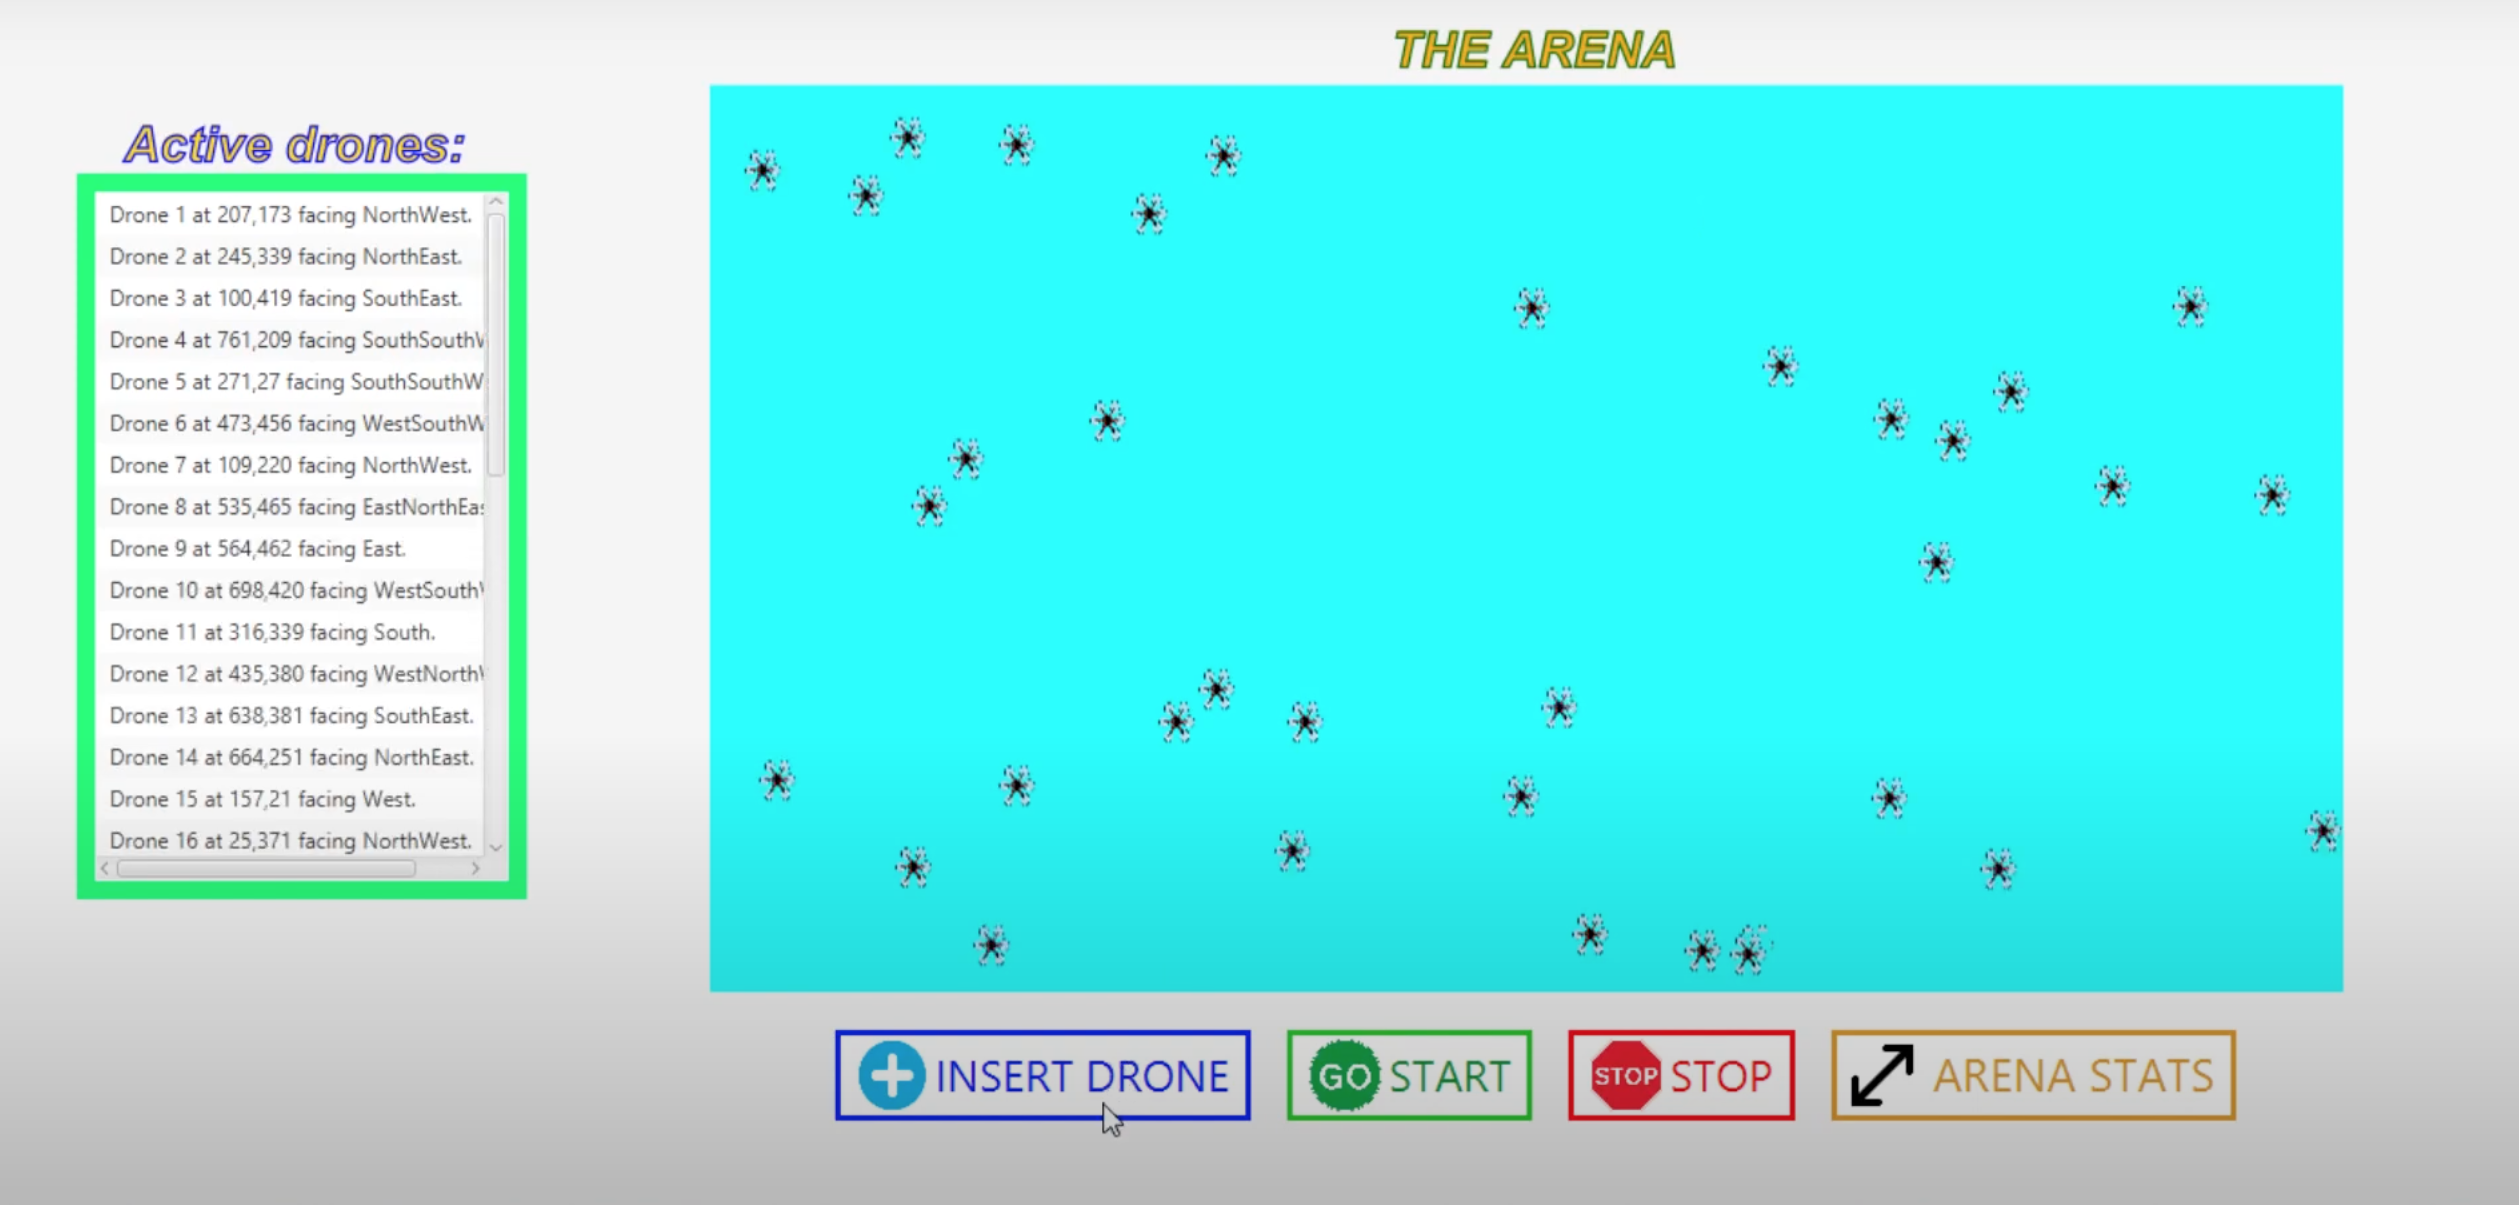 THE ARENA
Active drones:
Drone 1 at 207,173 facing NorthWest.
Drone 2 at 245,339 facing NorthEast.
Drone 3 at 100,419 facing SouthEast.
Drone 4 at 761,209 facing SouthSouthW
Drone 5 at 271,27 facing SouthSouthW
Drone 6 at 473,456 facing WestSouthW
Drone 7 at 109,220 facing NorthWest.
Drone 8 at 535,465 facing EastNorthEas
Drone 9 at 564,462 facing East.
Drone 10 at 698,420 facing WestSouth
Drone 11 at 316,339 facing South.
Drone 12 at 435,380 facing WestNorth
Drone 13 at 638,381 facing SouthEast.
Drone 14 at 664,251 facing NorthEast.
Drone 15 at 157,21 facing West.
Drone 16 at 25,371 facing NorthWest.
INSERT DRONE
GO START
STOP STOP
ARENA STATS